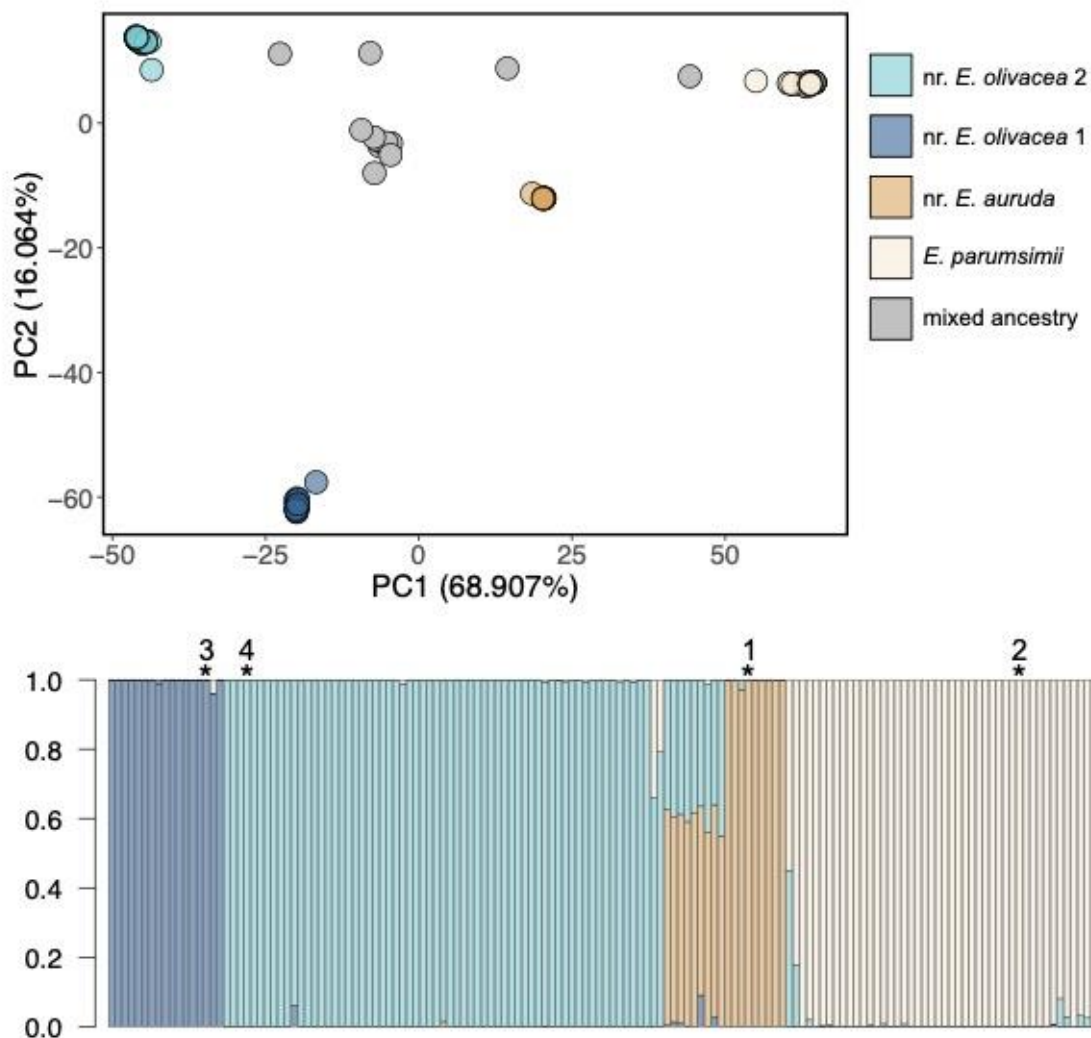 0
−20
−40
−60
PC2 (16.064%)
−50 −25 0 25 50
PC1 (68.907%)
nr. E. olivacea 2
nr. E. olivacea 1
nr. E. auruda
E. parumsimii
mixed ancestry
3 4 1 2
* * * *
1.0
0.8
0.6
0.4
0.2
0.0